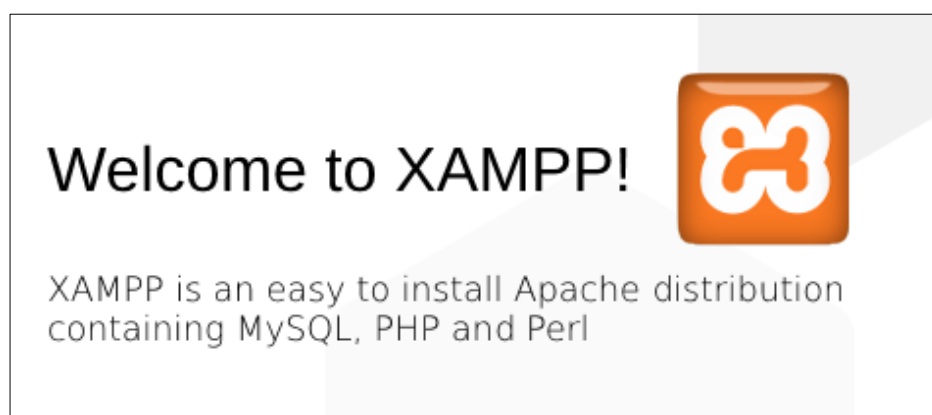 Welcome to XAMPP!
XAMPP is an easy to install Apache distribution
containing MySQL, PHP and Perl